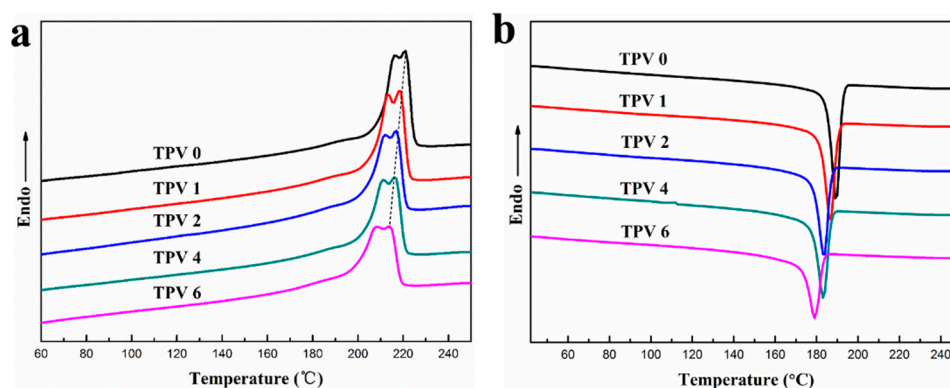 a
TPV 0
TPV 1
TPV 2
TPV 4
TPV 6
Endo
60 80 100 120 140 160 180 200 220 240
Temperature (℃)
b
TPV 0
TPV 1
TPV 2
TPV 4
TPV 6
Endo
60 80 100 120 140 160 180 200 220 240
Temperature (°C)